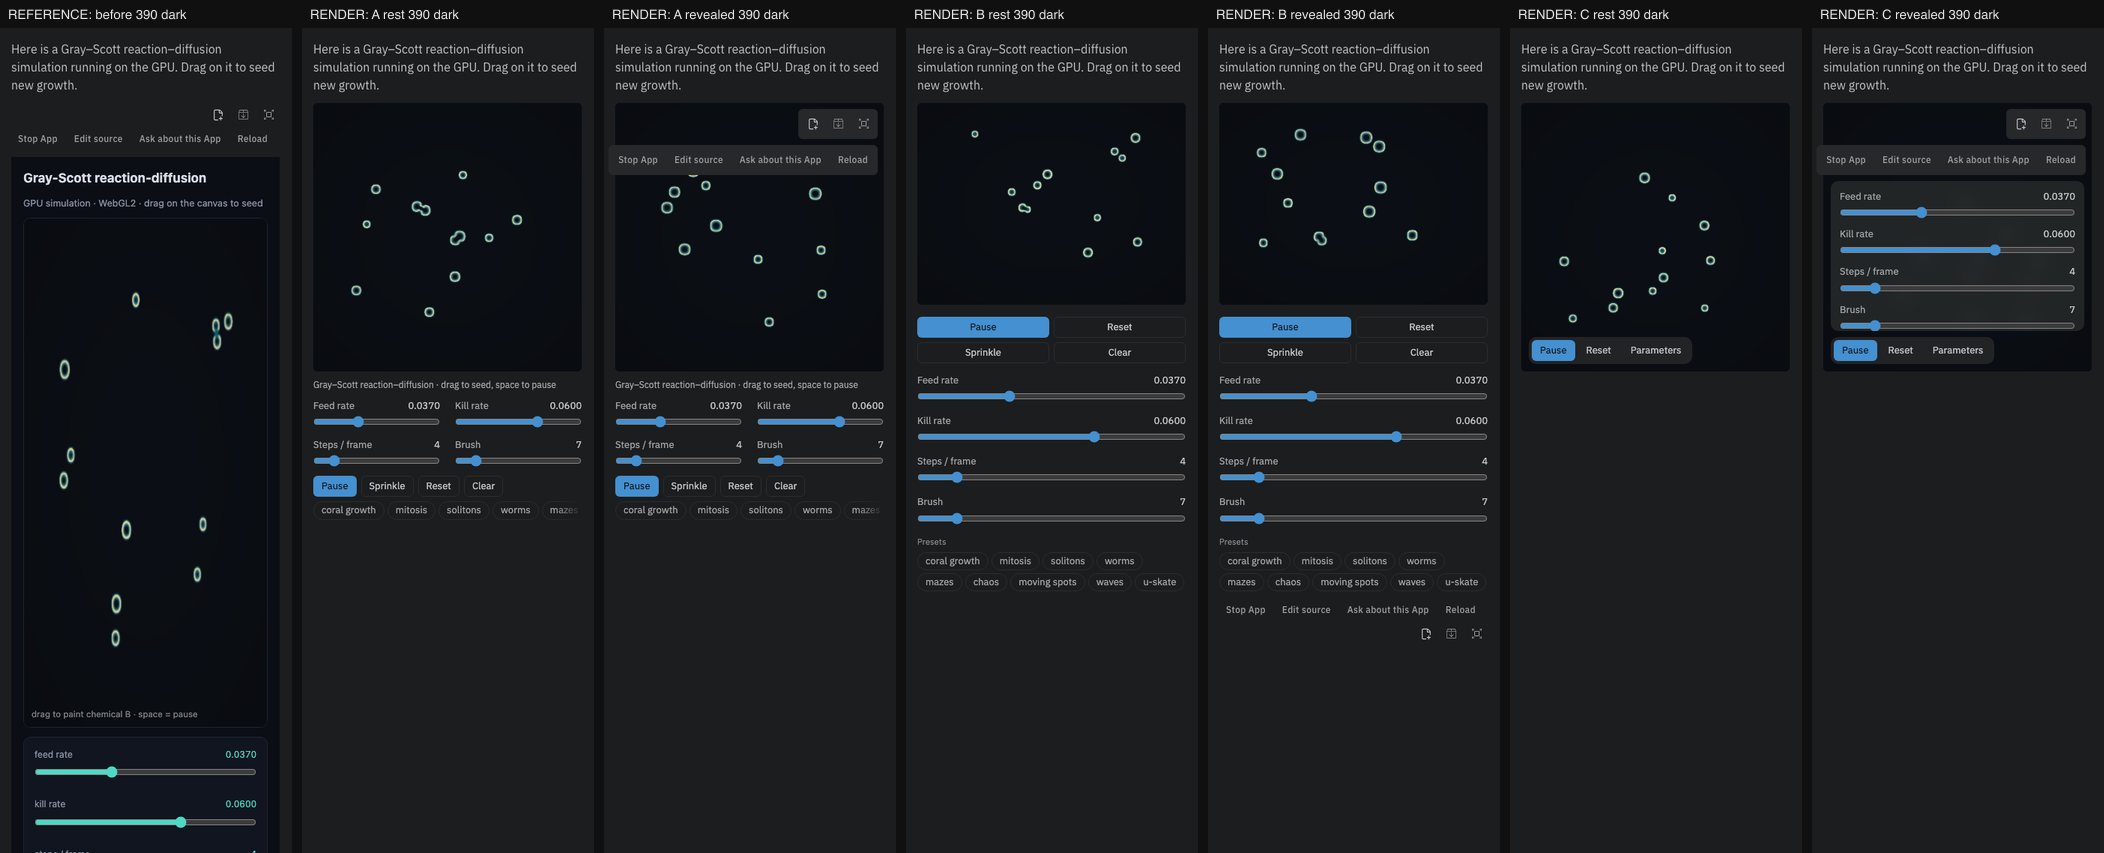 REFERENCE: before 390 dark
Here is a Gray–Scott reaction–diffusion
simulation running on the GPU. Drag on it to seed
new growth.
Stop App Edit source Ask about this App Reload
Gray-Scott reaction-diffusion
GPU simulation · WebGL2 · drag on the canvas to seed
drag to paint chemical B · space = pause
feed rate 0.0370
kill rate 0.0600
RENDER: A rest 390 dark
Here is a Gray–Scott reaction–diffusion
simulation running on the GPU. Drag on it to seed
new growth.
Gray–Scott reaction–diffusion · drag to seed, space to pause
Feed rate 0.0370 Kill rate 0.0600
Steps / frame 4 Brush 7
Pause Sprinkle Reset Clear
coral growth mitosis solitons worms mazes
RENDER: A revealed 390 dark
Here is a Gray–Scott reaction–diffusion
simulation running on the GPU. Drag on it to seed
new growth.
Stop App Edit source Ask about this App Reload
Gray–Scott reaction–diffusion · drag to seed, space to pause
Feed rate 0.0370 Kill rate 0.0600
Steps / frame 4 Brush 7
Pause Sprinkle Reset Clear
coral growth mitosis solitons worms mazes
RENDER: B rest 390 dark
Here is a Gray–Scott reaction–diffusion
simulation running on the GPU. Drag on it to seed
new growth.
Pause Reset
Sprinkle Clear
Feed rate 0.0370
Kill rate 0.0600
Steps / frame 4
Brush 7
Presets
coral growth mitosis solitons worms
mazes chaos moving spots waves u-skate
RENDER: B revealed 390 dark
Here is a Gray–Scott reaction–diffusion
simulation running on the GPU. Drag on it to seed
new growth.
Pause Reset
Sprinkle Clear
Feed rate 0.0370
Kill rate 0.0600
Steps / frame 4
Brush 7
Presets
coral growth mitosis solitons worms
mazes chaos moving spots waves u-skate
Stop App Edit source Ask about this App Reload
RENDER: C rest 390 dark
Here is a Gray–Scott reaction–diffusion
simulation running on the GPU. Drag on it to seed
new growth.
Pause Reset Parameters
RENDER: C revealed 390 dark
Here is a Gray–Scott reaction–diffusion
simulation running on the GPU. Drag on it to seed
new growth.
Stop App Edit source Ask about this App Reload
Feed rate 0.0370
Kill rate 0.0600
Steps / frame 4
Brush 7
Pause Reset Parameters